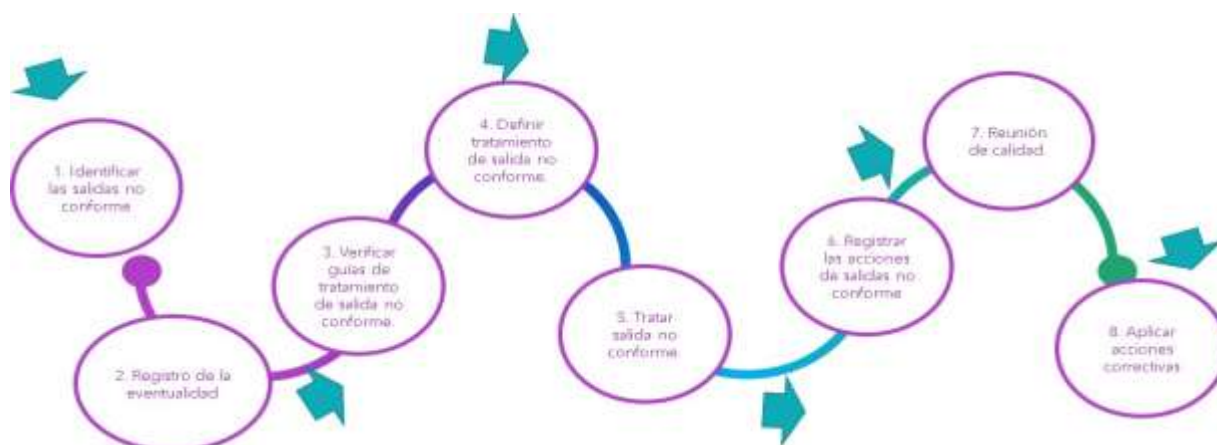 1. Identificar
las salidas no
conforme
2. Registro de la
eventualidad
3. Verificar
guías de
tratamiento de
salida no
conforme.
4. Definir
tratamiento
de salida no
conforme.
5. Tratar
salida no
conforme.
6. Registrar
las acciones
de salidas no
conforme
7. Reunión
de calidad.
8. Aplicar
acciones
correctivas